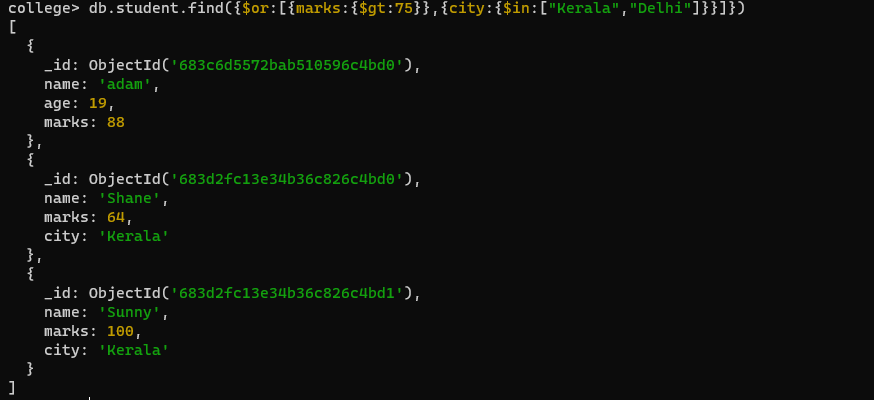 college> db.student.find({$or:[{marks:{$gt:75}},{city:{$in:["Kerala","Delhi"]}}]})
[
  {
    _id: ObjectId('683c6d5572bab510596c4bd0'),
    name: 'adam',
    age: 19,
    marks: 88
  },
  {
    _id: ObjectId('683d2fc13e34b36c826c4bd0'),
    name: 'Shane',
    marks: 64,
    city: 'Kerala'
  },
  {
    _id: ObjectId('683d2fc13e34b36c826c4bd1'),
    name: 'Sunny',
    marks: 100,
    city: 'Kerala'
  }
]